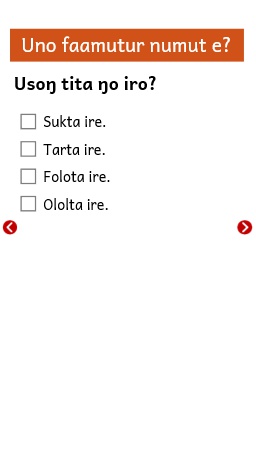 Uno faamutur numut e?
Usoŋ tita ŋo iro?
Sukta ire.
Tarta ire.
Folota ire.
Ololta ire.